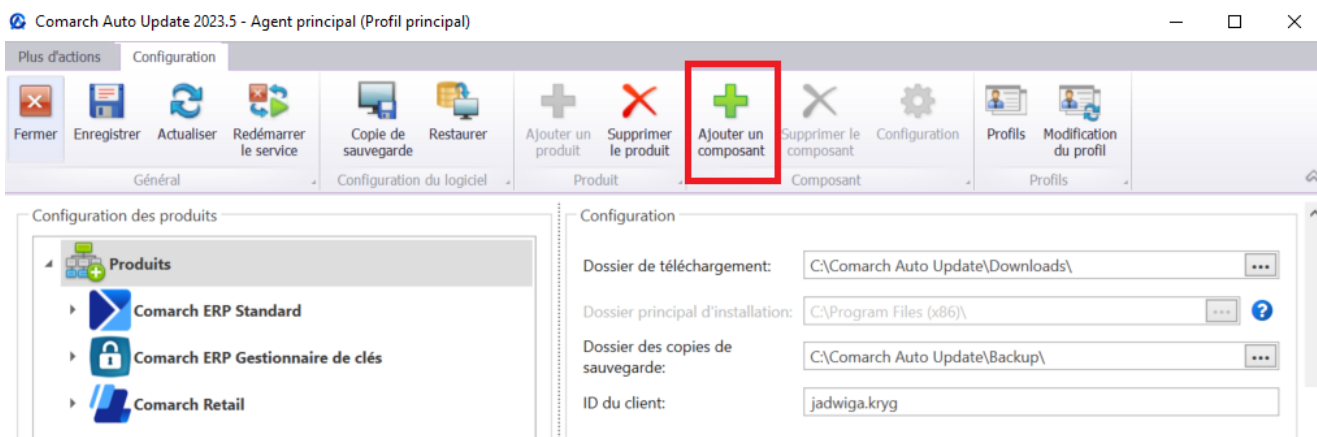 Comarch Auto Update 2023.5 - Agent principal (Profil principal)
Plus d'actions Configuration
Fermer Enregistrer Actualiser Redémarrer le service Copie de sauvegarde Restaurer Ajouter un produit Supprimer le produit Ajouter un composant Supprimer le composant Configuration Profils Modification du profil
Général Configuration du logiciel Produit Composant Profils
Configuration des produits
Produits
Comarch ERP Standard
Comarch ERP Gestionnaire de clés
Comarch Retail
Configuration
Dossier de téléchargement: C:\Comarch Auto Update\Downloads\ ...
Dossier principal d'installation: C:\Program Files (x86)\ ... ?
Dossier des copies de
sauvegarde: C:\Comarch Auto Update\Backup\ ...
ID du client: jadwiga.kryg